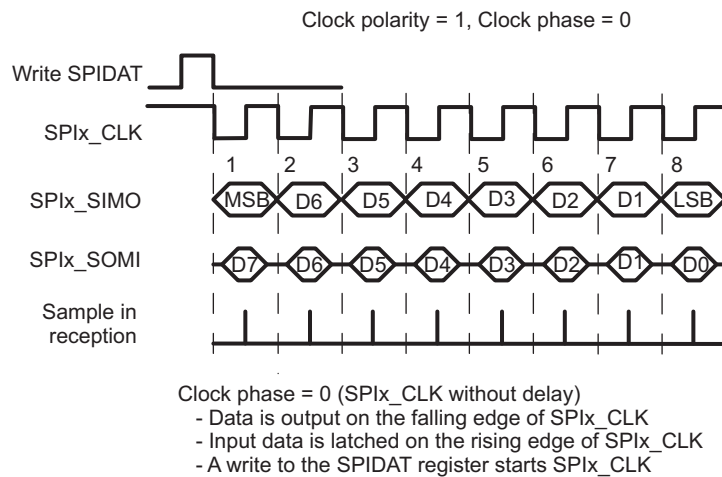 Clock polarity = 1, Clock phase = 0
Write SPIDAT
SPIx_CLK
1 2 3 4 5 6 7 8
SPIx_SIMO MSB D6 D5 D4 D3 D2 D1 LSB
SPIx_SOMI D7 D6 D5 D4 D3 D2 D1 D0
Sample in
reception
Clock phase = 0 (SPIx_CLK without delay)
- Data is output on the falling edge of SPIx_CLK
- Input data is latched on the rising edge of SPIx_CLK
- A write to the SPIDAT register starts SPIx_CLK